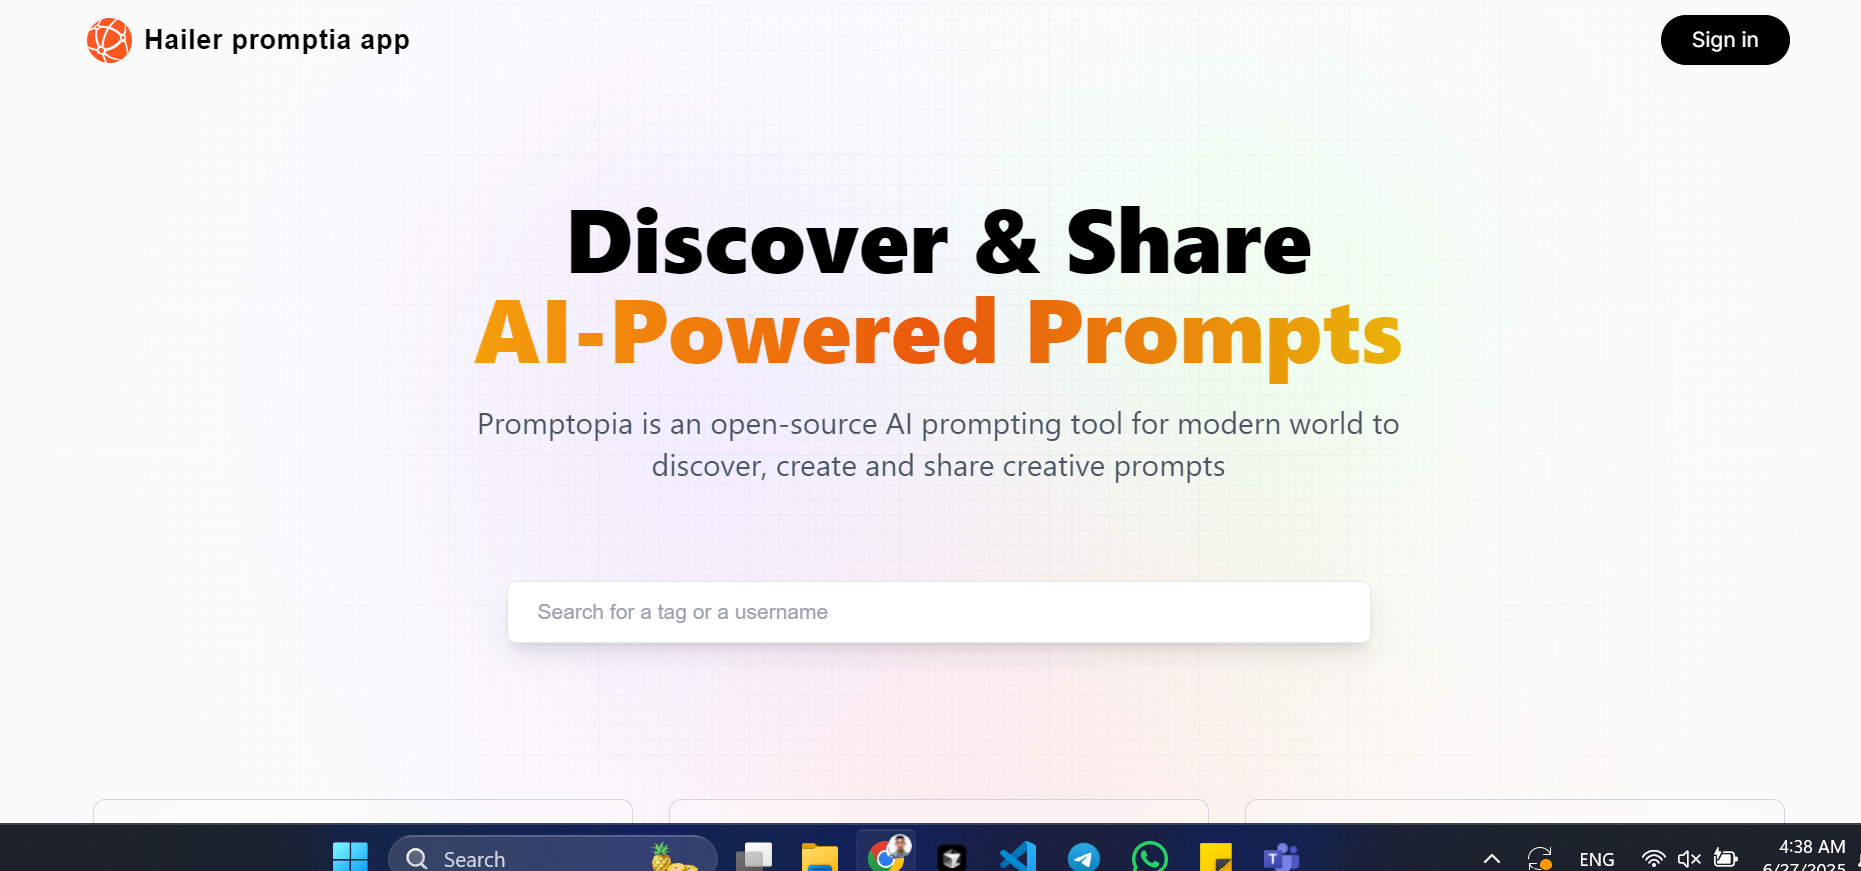 Hailer promptia app
Sign in
Discover & Share
AI-Powered Prompts
Promptopia is an open-source AI prompting tool for modern world to
discover, create and share creative prompts
Search for a tag or a username
Search
ENG
4:38 AM
6/27/2025